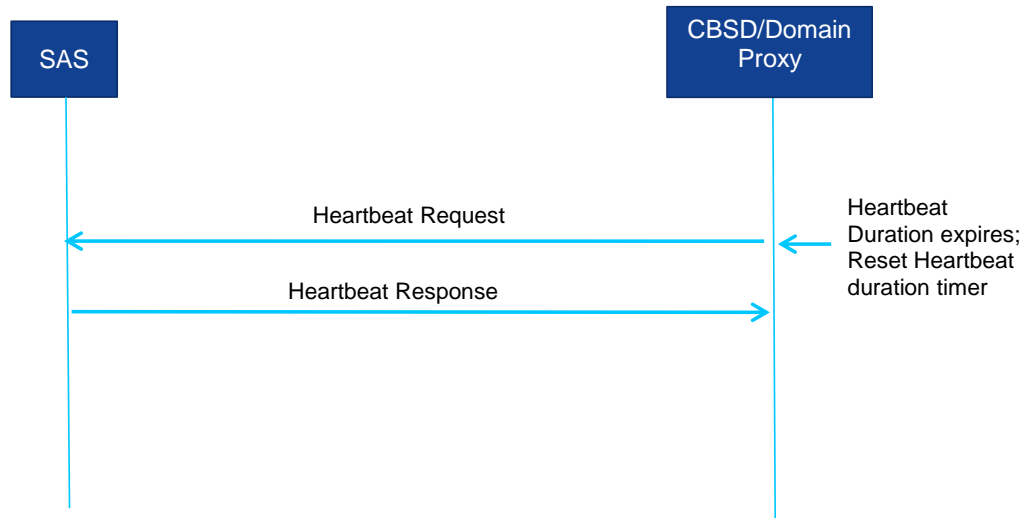 SAS
CBSD/Domain
Proxy
Heartbeat Request
Heartbeat
Duration expires;
Reset Heartbeat
duration timer
Heartbeat Response